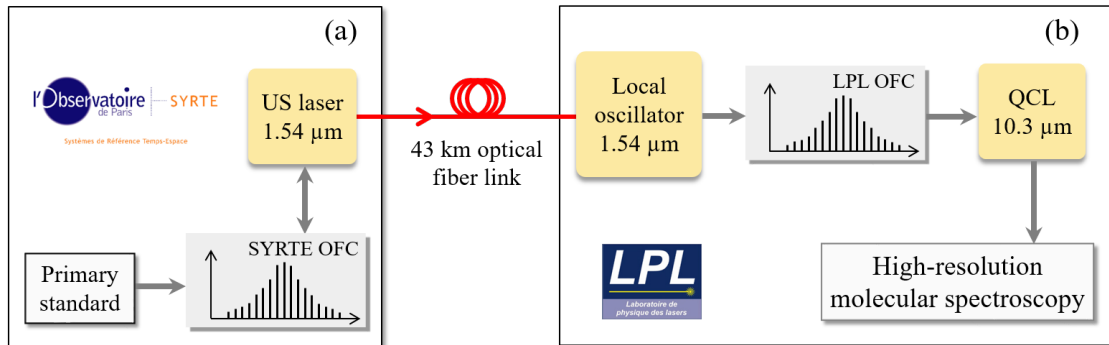 (a)
l'Observatoire
de Paris
SYRTE
Systèmes de Référence Temps-Espace
US laser
1.54 µm
43 km optical
fiber link
Primary
standard
SYRTE OFC
(b)
Local
oscillator
1.54 µm
LPL OFC
QCL
10.3 µm
LPL
Laboratoire de
physique des lasers
High-resolution
molecular spectroscopy